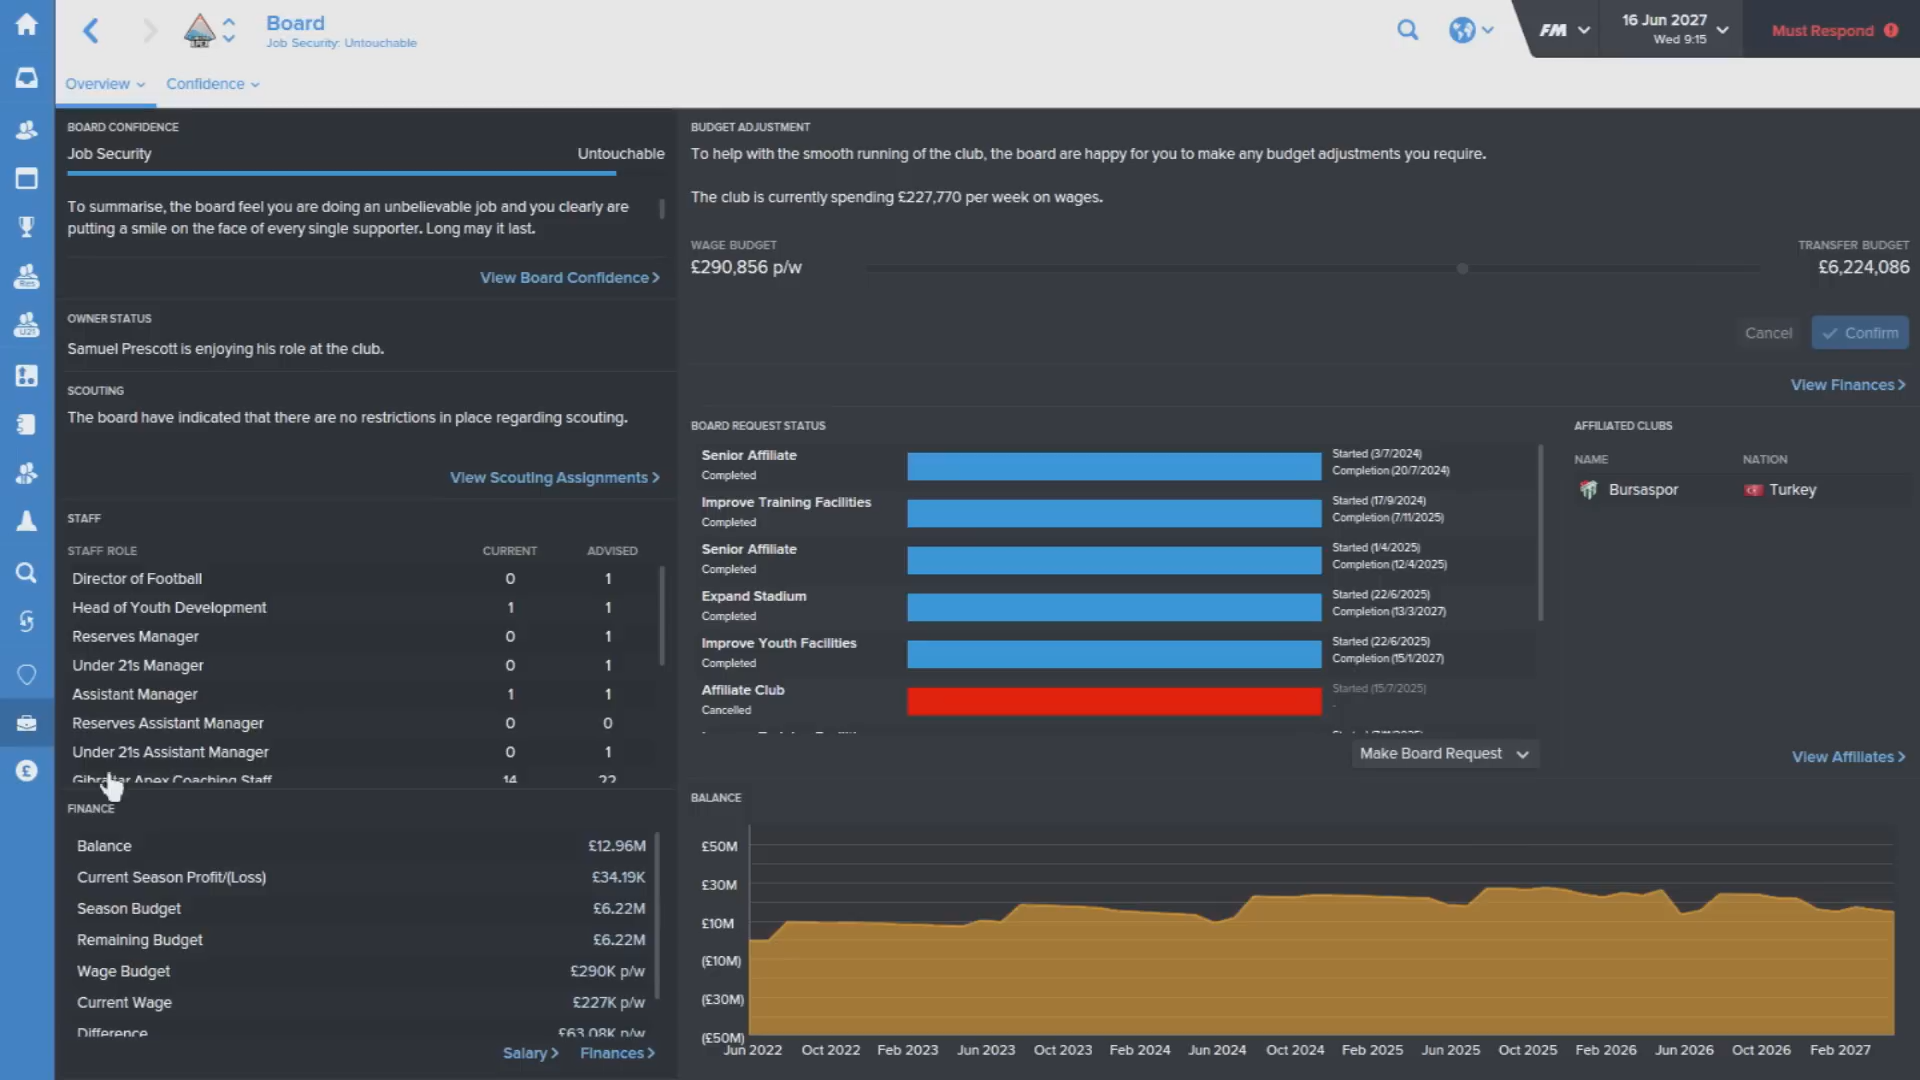 Board
Job Security: Untouchable
FM
16 Jun 2027
Wed 9:15
Must Respond
Overview
Confidence
BOARD CONFIDENCE
Job Security
Untouchable
To summarise, the board feel you are doing an unbelievable job and you clearly are
putting a smile on the face of every single supporter. Long may it last.
View Board Confidence >
OWNER STATUS
Samuel Prescott is enjoying his role at the club.
SCOUTING
The board have indicated that there are no restrictions in place regarding scouting.
View Scouting Assignments >
STAFF
STAFF ROLE CURRENT ADVISED
Director of Football 0 1
Head of Youth Development 1 1
Reserves Manager 0 1
Under 21s Manager 0 1
Assistant Manager 1 1
Reserves Assistant Manager 0 0
Under 21s Assistant Manager 0 1
Gibraltar Apex Coaching Staff 14 22
FINANCE
Balance £12.96M
Current Season Profit/(Loss) £34.19K
Season Budget £6.22M
Remaining Budget £6.22M
Wage Budget £290K p/w
Current Wage £227K p/w
Difference £63.08K p/w
Salary > Finances >
BUDGET ADJUSTMENT
To help with the smooth running of the club, the board are happy for you to make any budget adjustments you require.
The club is currently spending £227,770 per week on wages.
WAGE BUDGET
£290,856 p/w
TRANSFER BUDGET
£6,224,086
Cancel
Confirm
View Finances >
BOARD REQUEST STATUS
Senior Affiliate
Completed
Started (3/7/2024)
Completion (20/7/2024)
Improve Training Facilities
Completed
Started (17/9/2024)
Completion (7/11/2025)
Senior Affiliate
Completed
Started (1/4/2025)
Completion (12/4/2025)
Expand Stadium
Completed
Started (22/6/2025)
Completion (13/3/2027)
Improve Youth Facilities
Completed
Started (22/6/2025)
Completion (15/1/2027)
Affiliate Club
Cancelled
Started (15/7/2025)
-
Make Board Request
AFFILIATED CLUBS
NAME NATION
Bursaspor Turkey
View Affiliates >
BALANCE
£50M
£30M
£10M
(£10M)
(£30M)
(£50M)
Jun 2022 Oct 2022 Feb 2023 Jun 2023 Oct 2023 Feb 2024 Jun 2024 Oct 2024 Feb 2025 Jun 2025 Oct 2025 Feb 2026 Jun 2026 Oct 2026 Feb 2027
Res
U21